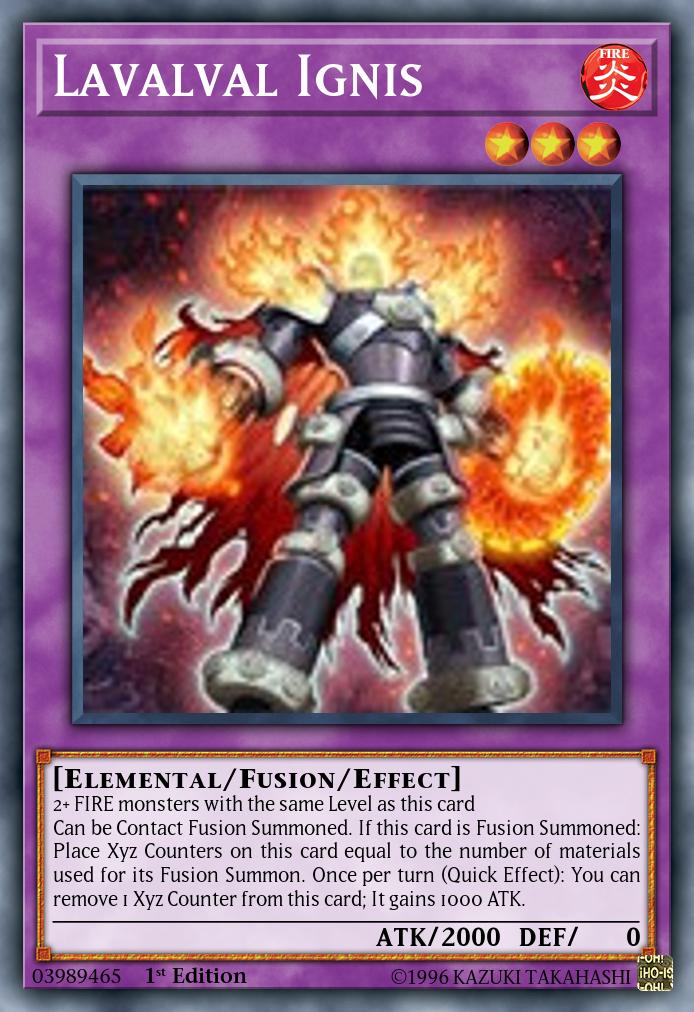 Lavalval Ignis
FIRE
炎
[Elemental/Fusion/Effect]
2+ FIRE monsters with the same Level as this card
Can be Contact Fusion Summoned. If this card is Fusion Summoned:
Place Xyz Counters on this card equal to the number of materials
used for its Fusion Summon. Once per turn (Quick Effect): You can
remove 1 Xyz Counter from this card; It gains 1000 ATK.
ATK/2000 DEF/ 0
03989465 1st Edition ©1996 KAZUKI TAKAHASHI